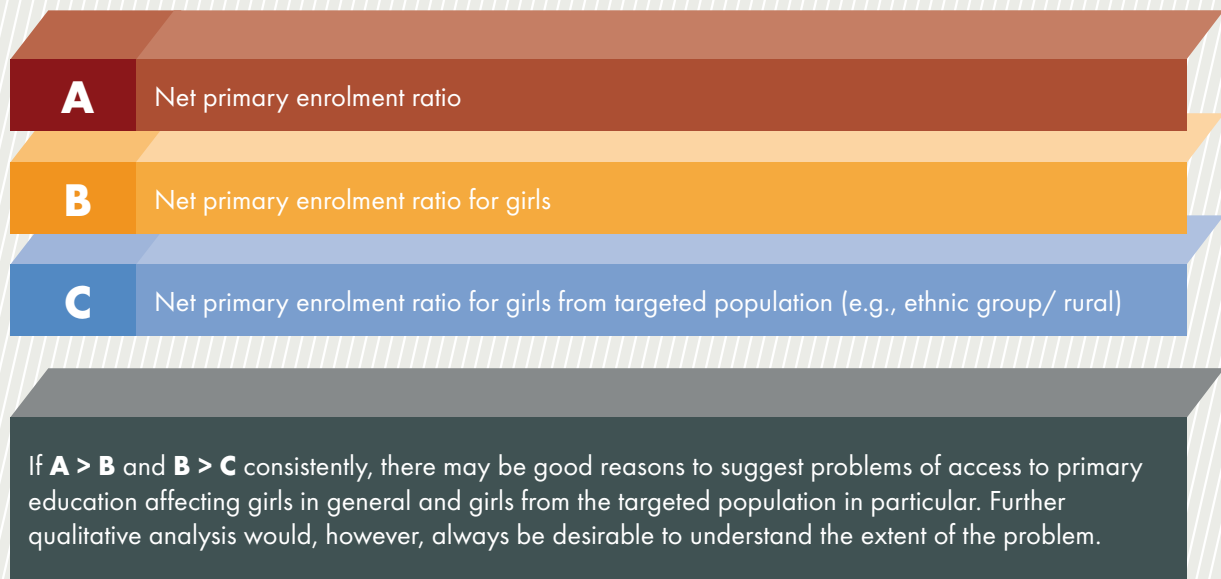 A
Net primary enrolment ratio
B
Net primary enrolment ratio for girls
C
Net primary enrolment ratio for girls from targeted population (e.g., ethnic group/ rural)
If A > B and B > C consistently, there may be good reasons to suggest problems of access to primary
education affecting girls in general and girls from the targeted population in particular. Further
qualitative analysis would, however, always be desirable to understand the extent of the problem.